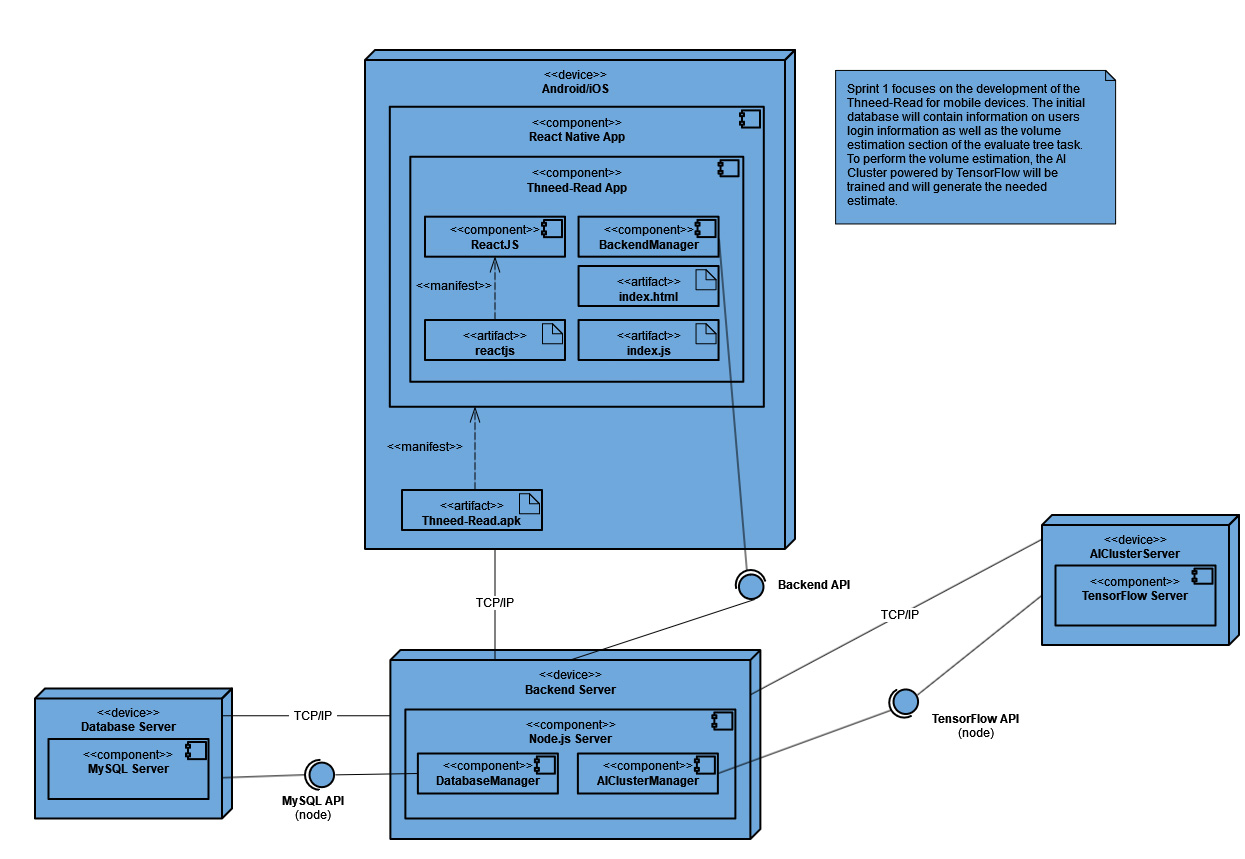 <<device>>
Android/iOS
<<component>>
React Native App
<<component>>
Thneed-Read App
<<component>>
ReactJS
<<component>>
BackendManager
<<manifest>>
<<artifact>>
index.html
<<artifact>>
reactjs
<<artifact>>
index.js
<<manifest>>
<<artifact>>
Thneed-Read.apk
Sprint 1 focuses on the development of the
Thneed-Read for mobile devices. The initial
database will contain information on users
login information as well as the volume
estimation section of the evaluate tree task.
To perform the volume estimation, the AI
Cluster powered by TensorFlow will be
trained and will generate the needed
estimate.
TCP/IP
Backend API
<<device>>
AIClusterServer
<<component>>
TensorFlow Server
TCP/IP
<<device>>
Backend Server
<<component>>
Node.js Server
<<component>>
DatabaseManager
<<component>>
AIClusterManager
TensorFlow API
(node)
<<device>>
Database Server
<<component>>
MySQL Server
TCP/IP
MySQL API
(node)